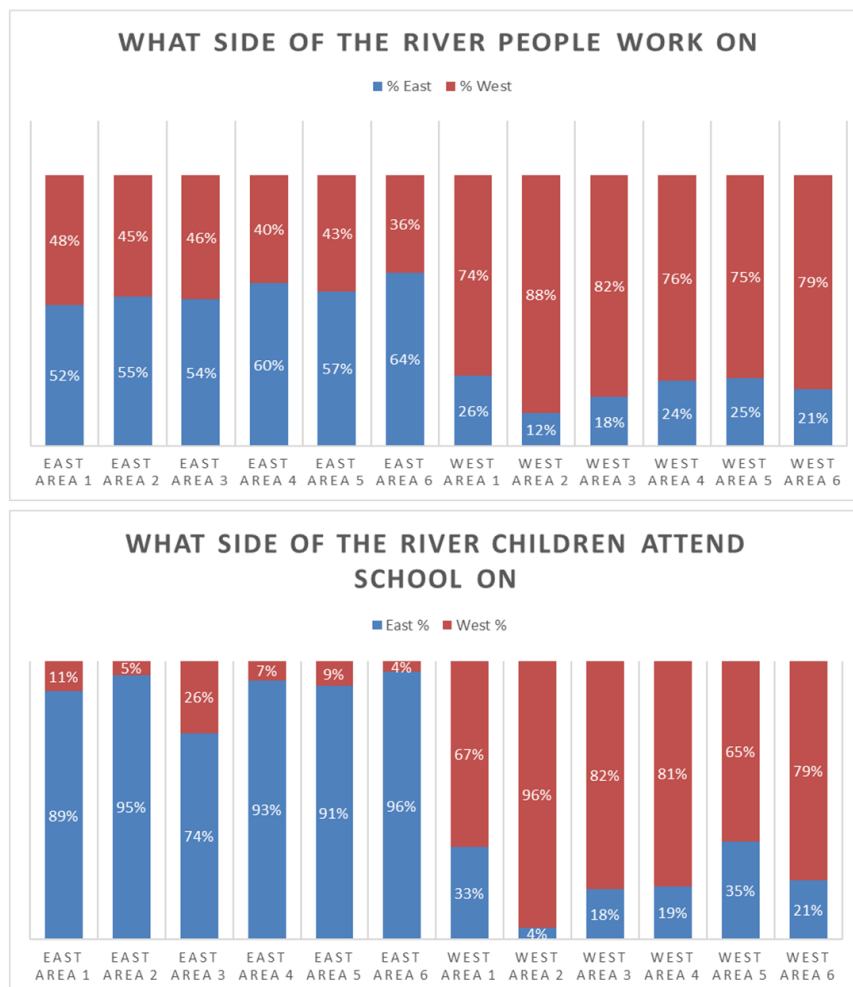 WHAT SIDE OF THE RIVER PEOPLE WORK ON
% East % West
48% 45% 46% 40% 43% 36% 74% 88% 82% 76% 75% 79%
52% 55% 54% 60% 57% 64% 26% 12% 18% 24% 25% 21%
EAST EAST EAST EAST EAST EAST WEST WEST WEST WEST WEST WEST
AREA 1 AREA 2 AREA 3 AREA 4 AREA 5 AREA 6 AREA 1 AREA 2 AREA 3 AREA 4 AREA 5 AREA 6
WHAT SIDE OF THE RIVER CHILDREN ATTEND
SCHOOL ON
East % West %
11% 5% 26% 7% 9% 4% 67% 96% 82% 81% 65% 79%
89% 95% 74% 93% 91% 96% 33% 4% 18% 19% 35% 21%
EAST EAST EAST EAST EAST EAST WEST WEST WEST WEST WEST WEST
AREA 1 AREA 2 AREA 3 AREA 4 AREA 5 AREA 6 AREA 1 AREA 2 AREA 3 AREA 4 AREA 5 AREA 6